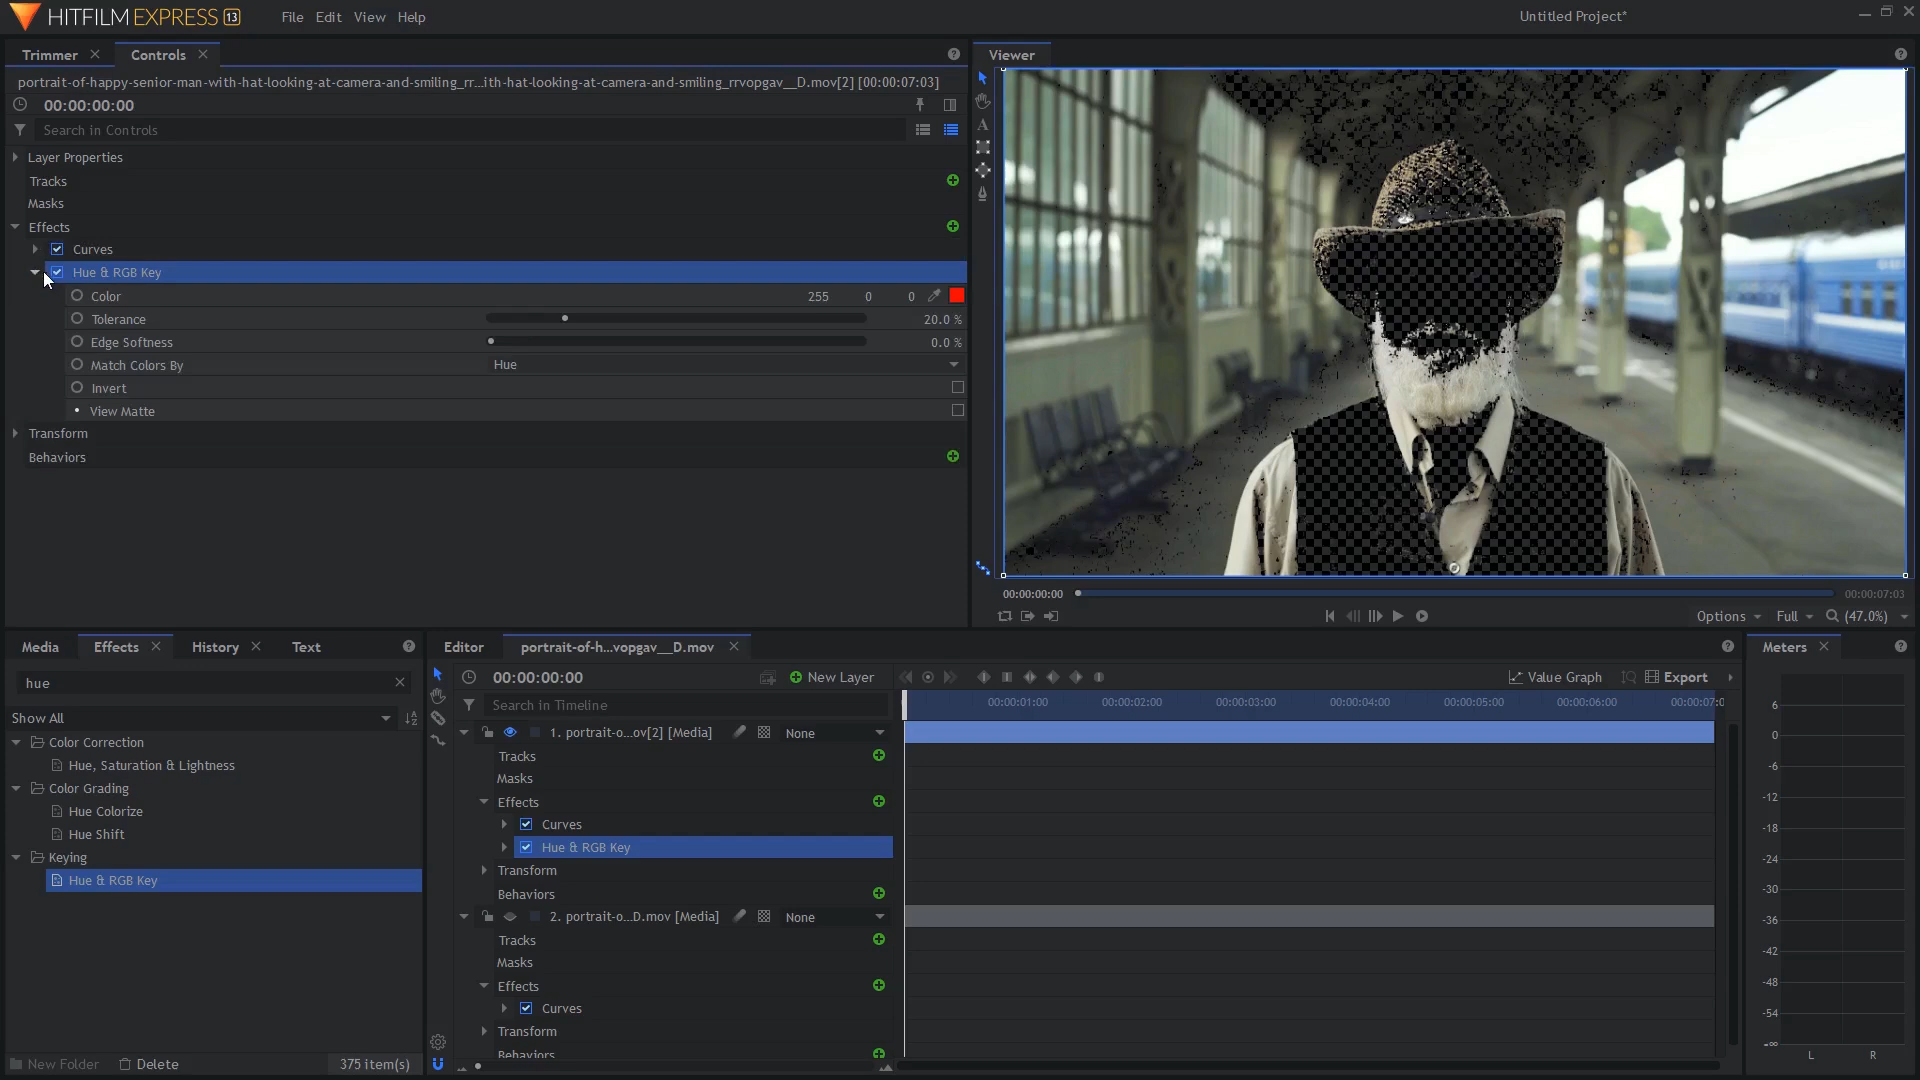 HITFILM EXPRESS 13 File Edit View Help Untitled Project*
Trimmer Controls
portrait-of-happy-senior-man-with-hat-looking-at-camera-and-smiling_rr...ith-hat-looking-at-camera-and-smiling_rrvopgav__D.mov[2] [00:00:07:03]
00:00:00:00
Search in Controls
Layer Properties
Tracks
Masks
Effects
Curves
Hue & RGB Key
Color 255 0 0
Tolerance 20.0 %
Edge Softness 0.0 %
Match Colors By Hue
Invert
View Matte
Transform
Behaviors
Viewer
A
00:00:00:00 00:00:07:03
Options Full (47.0%)
Media Effects History Text
hue
Show All
Color Correction
Hue, Saturation & Lightness
Color Grading
Hue Colorize
Hue Shift
Keying
Hue & RGB Key
New Folder Delete 375 item(s)
Editor portrait-of-h...vopgav__D.mov
00:00:00:00 New Layer Value Graph Export
Search in Timeline
00:00:01:00 00:00:02:00 00:00:03:00 00:00:04:00 00:00:05:00 00:00:06:00 00:00:07:0
1. portrait-o...ov[2] [Media] None
Tracks
Masks
Effects
Curves
Hue & RGB Key
Transform
Behaviors
2. portrait-o...D.mov [Media] None
Tracks
Masks
Effects
Curves
Transform
Behaviors
Meters
6
0
-6
-12
-18
-24
-30
-36
-42
-48
-54
-∞
L R